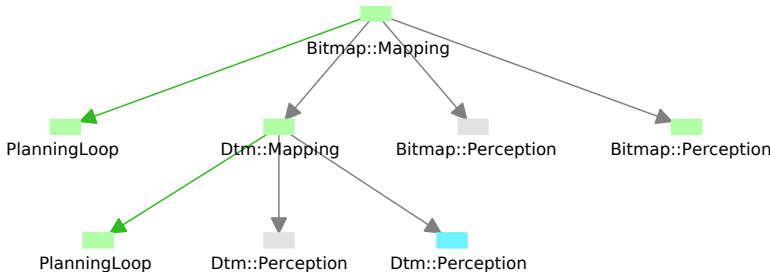 Bitmap::Mapping
PlanningLoop
Dtm::Mapping
Bitmap::Perception
Bitmap::Perception
PlanningLoop
Dtm::Perception
Dtm::Perception